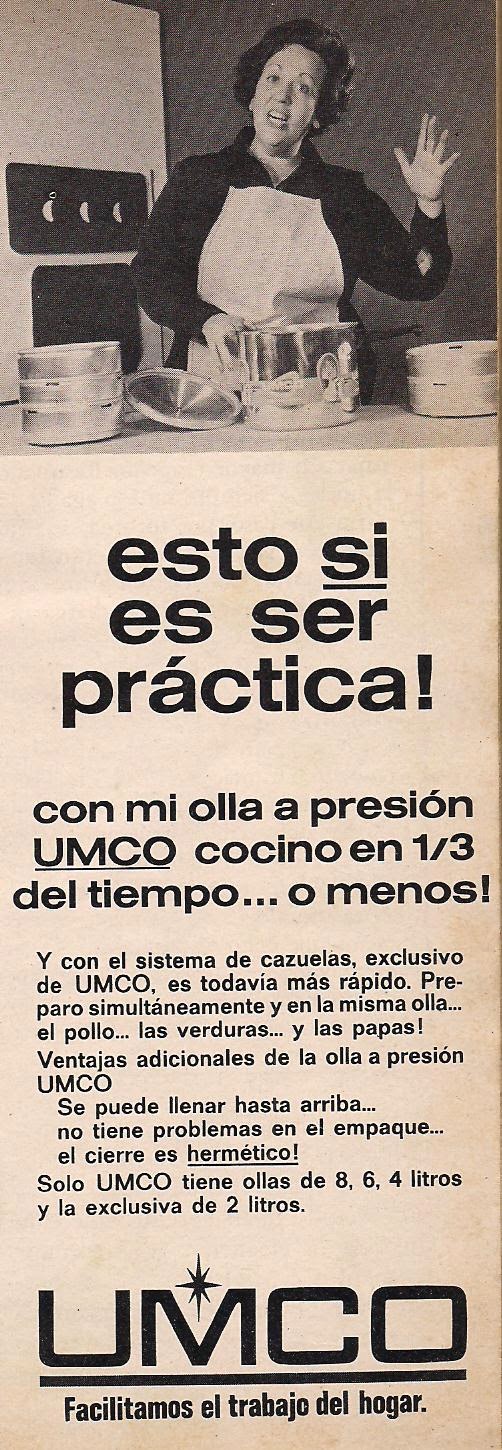 esto si
es ser
práctica!
con mi olla a presión
UMCO cocino en 1/3
del tiempo... o menos!
Y con el sistema de cazuelas, exclusivo
de UMCO, es todavía más rápido. Pre-
paro simultáneamente y en la misma olla...
el pollo... las verduras... y las papas!
Ventajas adicionales de la olla a presión
UMCO
Se puede llenar hasta arriba...
no tiene problemas en el empaque...
el cierre es hermético!
Solo UMCO tiene ollas de 8, 6, 4 litros
y la exclusiva de 2 litros.
UMCO
Facilitamos el trabajo del hogar.